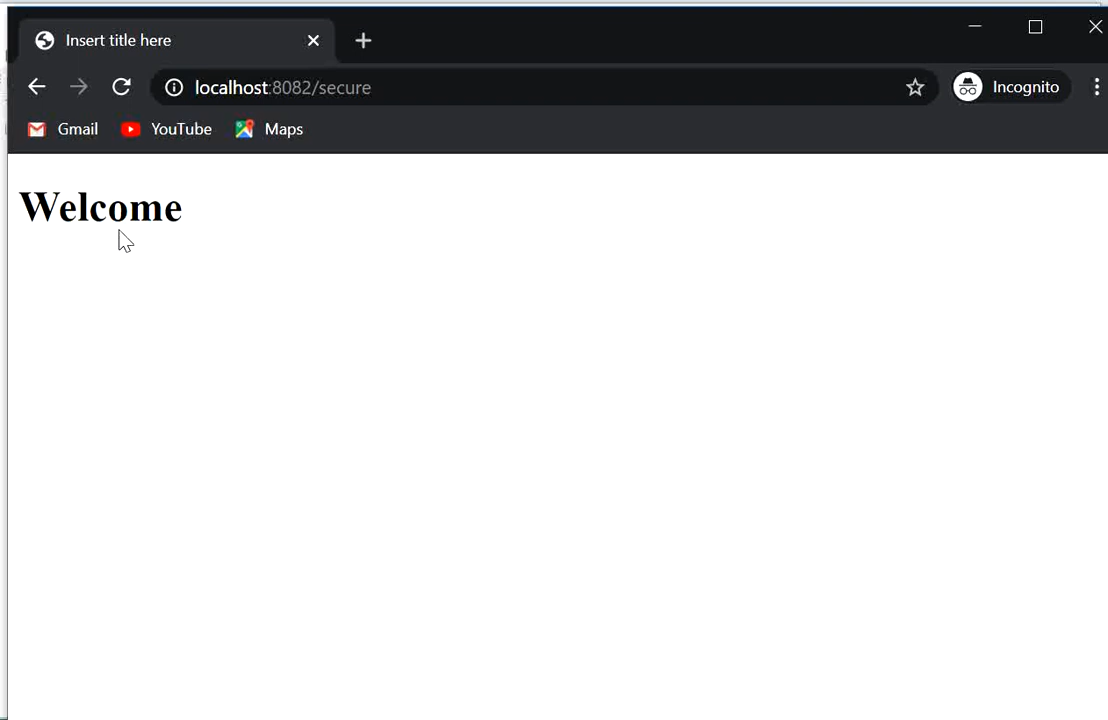 Insert title here
localhost:8082/secure
Incognito
Gmail
YouTube
Maps
Welcome